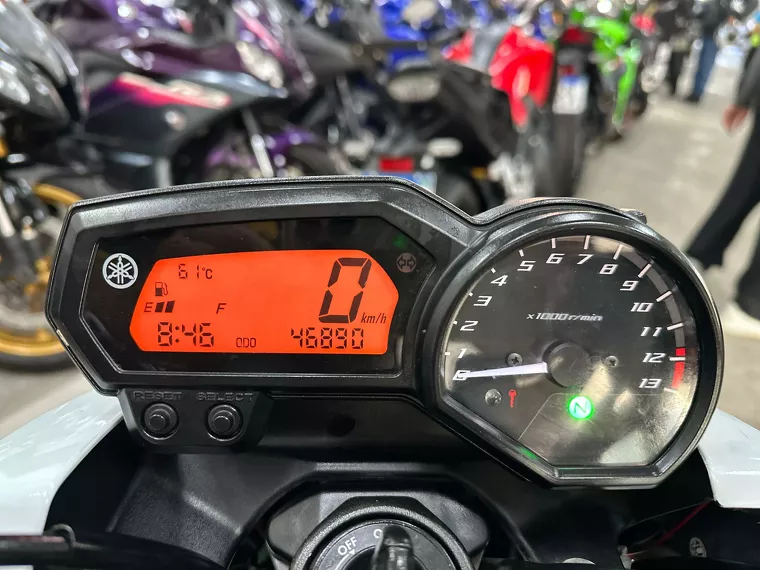 61°C
0 km/h
E F
8:46 ODO 46890
RESET SELECT
0 1 2 3 4 5 6 7 8 9 10 11 12 13
x1000r/min
N
OFF